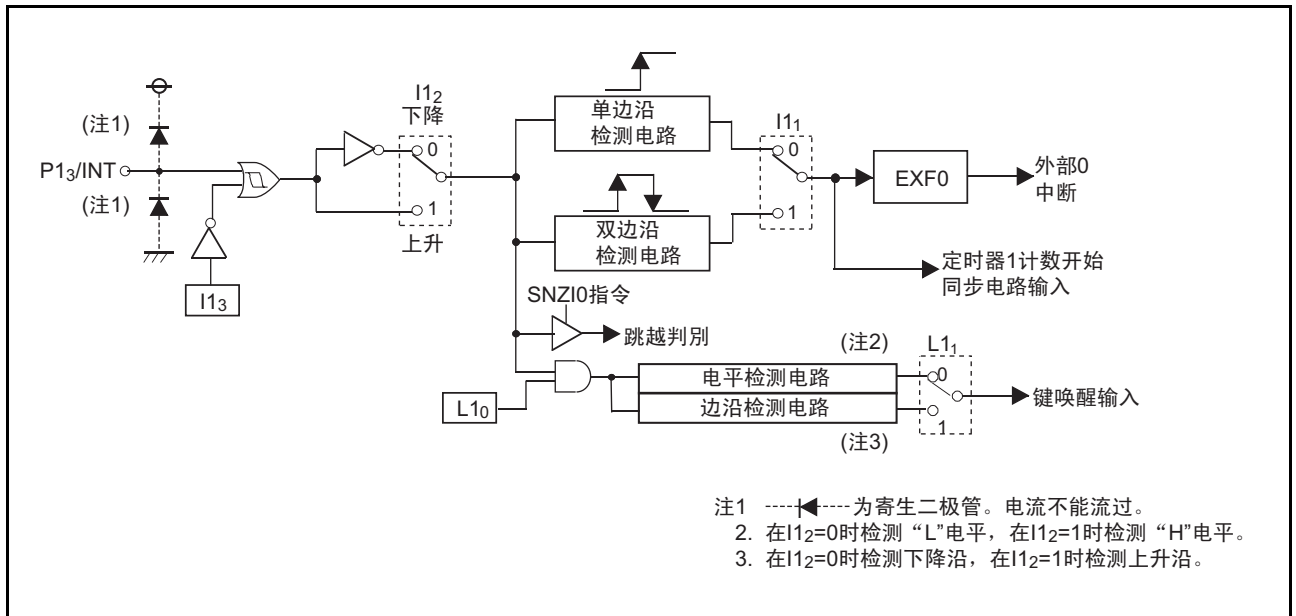 I1₂
下降
0
1
上升
(注1)
P1₃/INT
(注1)
I1₃
单边沿
检测电路
双边沿
检测电路
I1₁
0
1
EXF0
外部0
中断
定时器1计数开始
同步电路输入
SNZI0指令
跳越判别
L1₀
(注2)
电平检测电路
边沿检测电路
(注3)
L1₁
0
1
键唤醒输入
注1 为寄生二极管。电流不能流过。
2. 在I1₂=0时检测“L”电平，在I1₂=1时检测“H”电平。
3. 在I1₂=0时检测下降沿，在I1₂=1时检测上升沿。